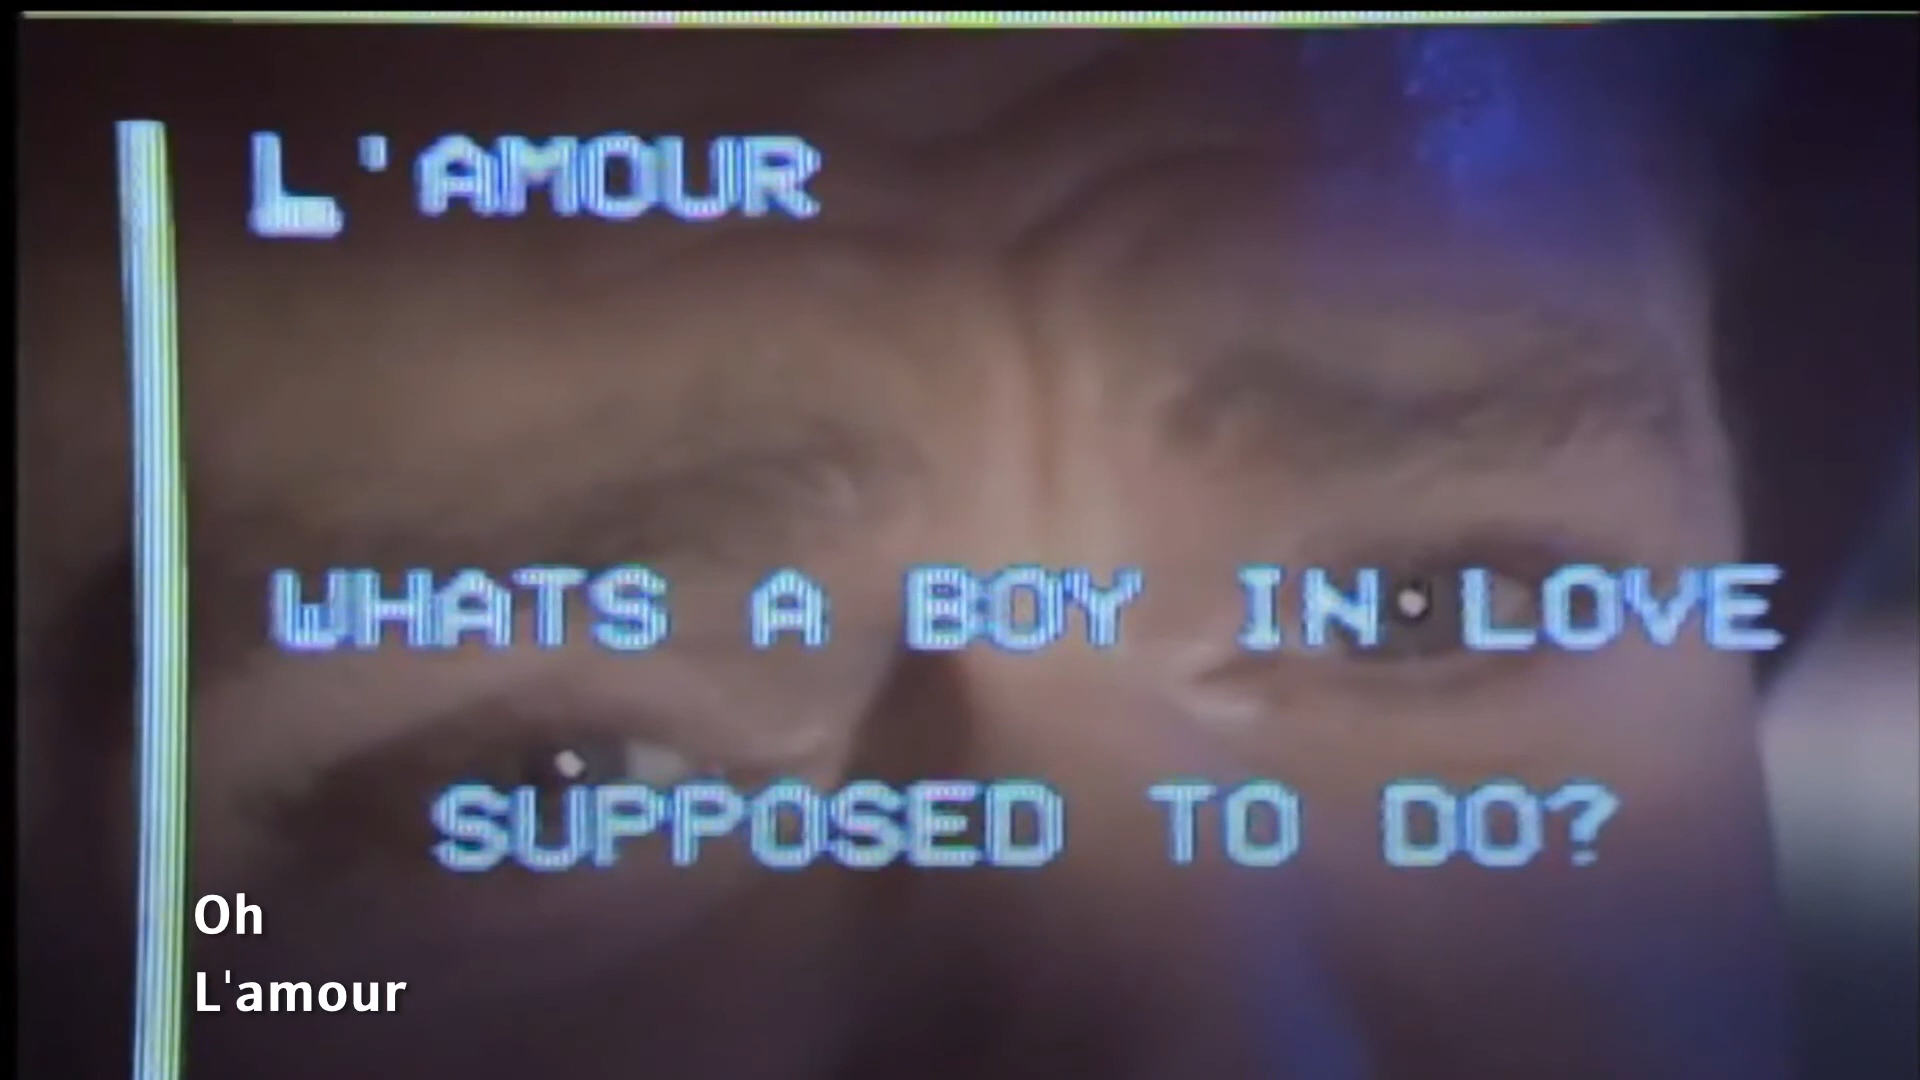 L'AMOUR
WHATS A BOY IN LOVE
SUPPOSED TO DO?
Oh
L'amour